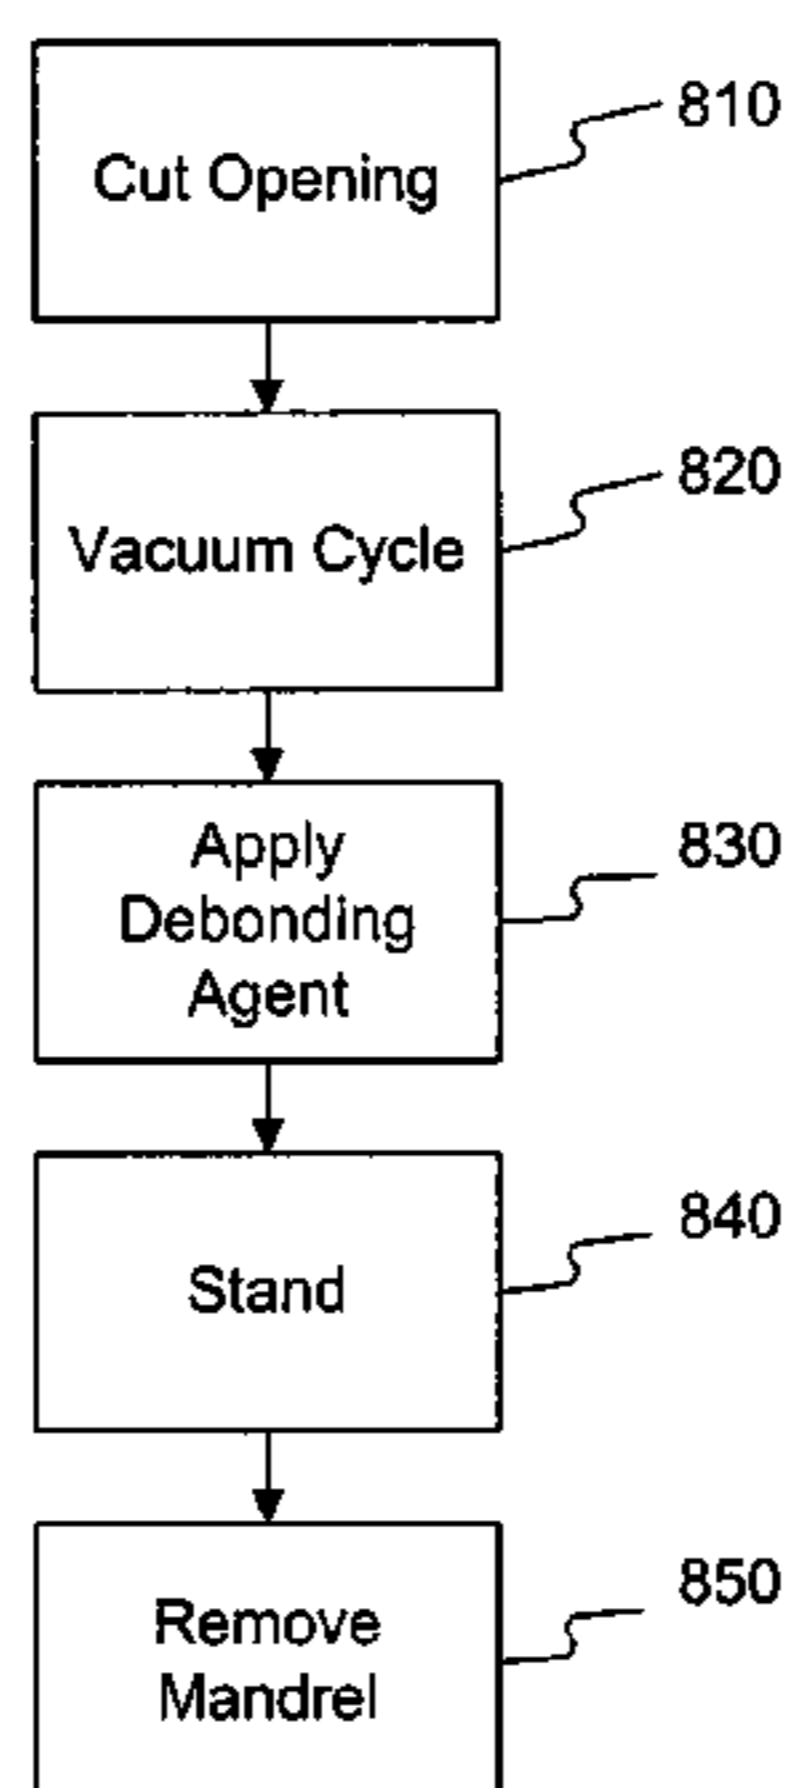 Cut Opening
810
Vacuum Cycle
820
Apply
Debonding
Agent
830
Stand
840
Remove
Mandrel
850